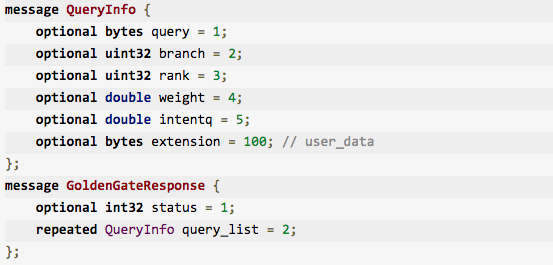 message QueryInfo {
    optional bytes query = 1;
    optional uint32 branch = 2;
    optional uint32 rank = 3;
    optional double weight = 4;
    optional double intentq = 5;
    optional bytes extension = 100; // user_data
};
message GoldenGateResponse {
    optional int32 status = 1;
    repeated QueryInfo query_list = 2;
};